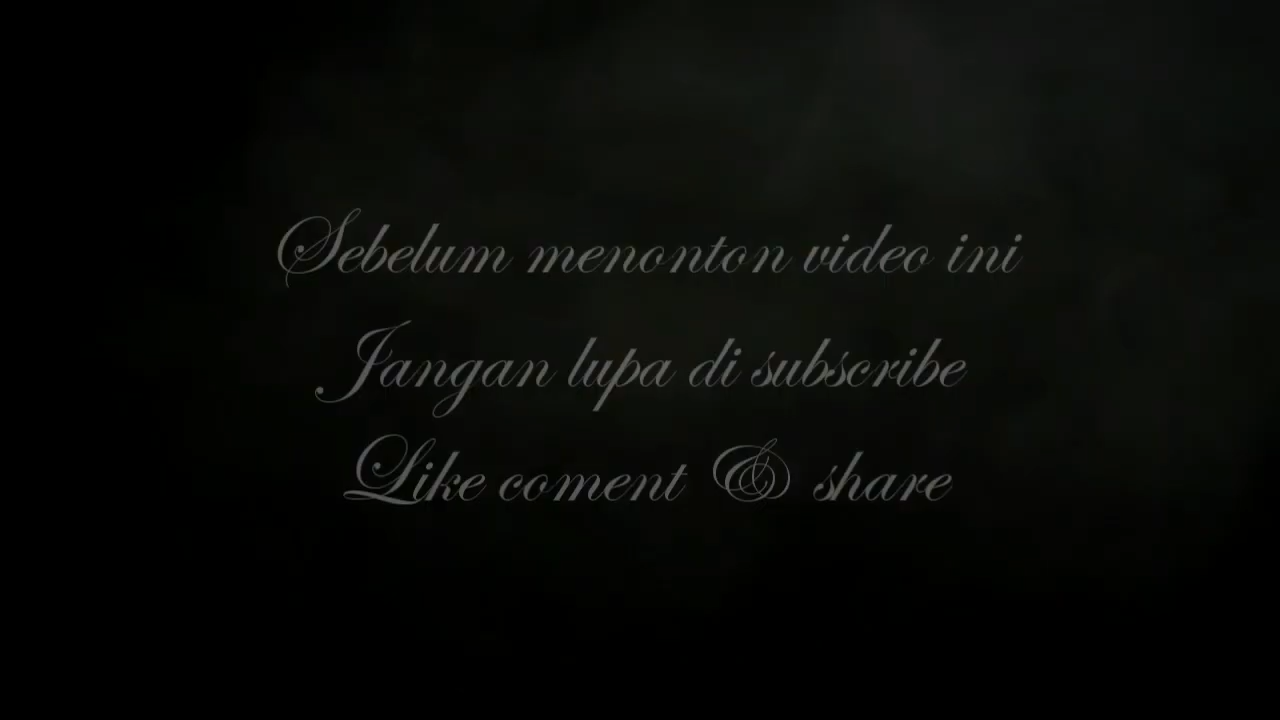 Sebelum menonton video ini
Jangan lupa di subscribe
Like coment & share